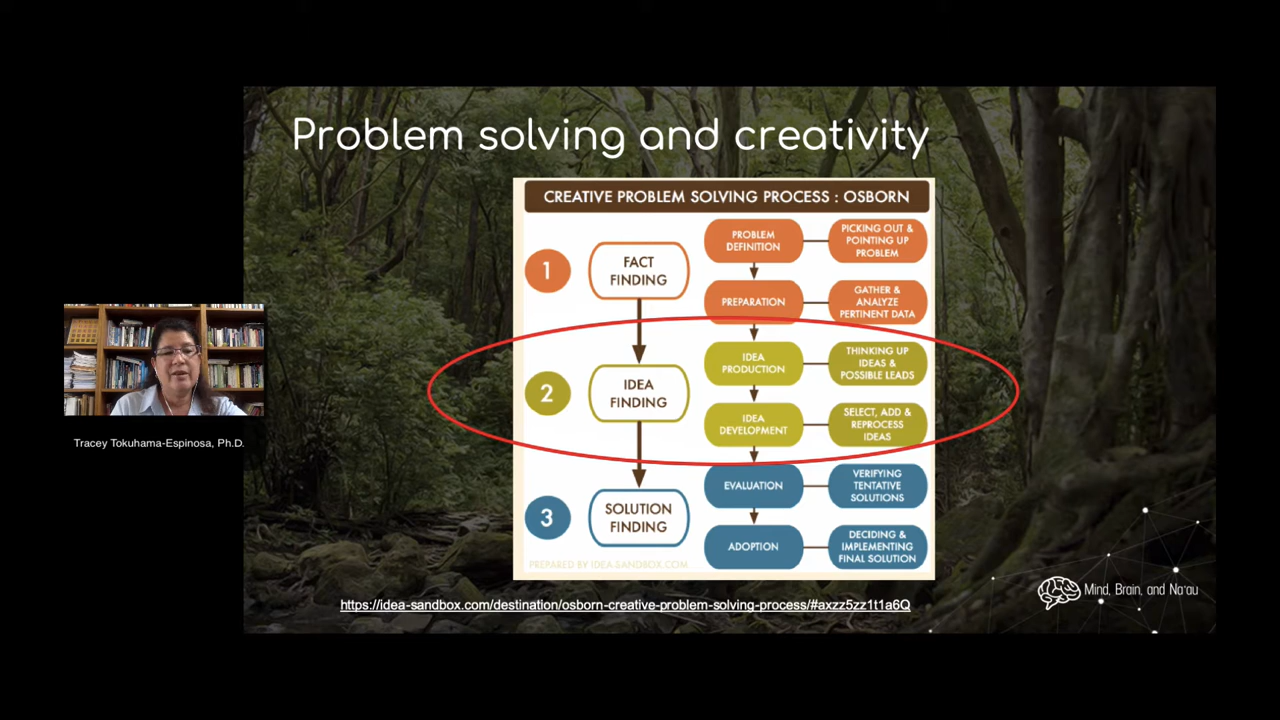 Problem solving and creativity
CREATIVE PROBLEM SOLVING PROCESS : OSBORN
1
FACT
FINDING
PROBLEM
DEFINITION
PICKING OUT &
POINTING UP
PROBLEM
PREPARATION
GATHER &
ANALYZE
PERTINENT DATA
2
IDEA
FINDING
IDEA
PRODUCTION
THINKING UP
IDEAS &
POSSIBLE LEADS
IDEA
DEVELOPMENT
SELECT, ADD &
REPROCESS
IDEAS
3
SOLUTION
FINDING
EVALUATION
VERIFYING
TENTATIVE
SOLUTIONS
ADOPTION
DECIDING &
IMPLEMENTING
FINAL SOLUTION
PREPARED BY IDEA-SANDBOX.COM
https://idea-sandbox.com/destination/osborn-creative-problem-solving-process/#axzz5zz1t1a6Q
Tracey Tokuhama-Espinosa, Ph.D.
Mind, Brain, and Na'au